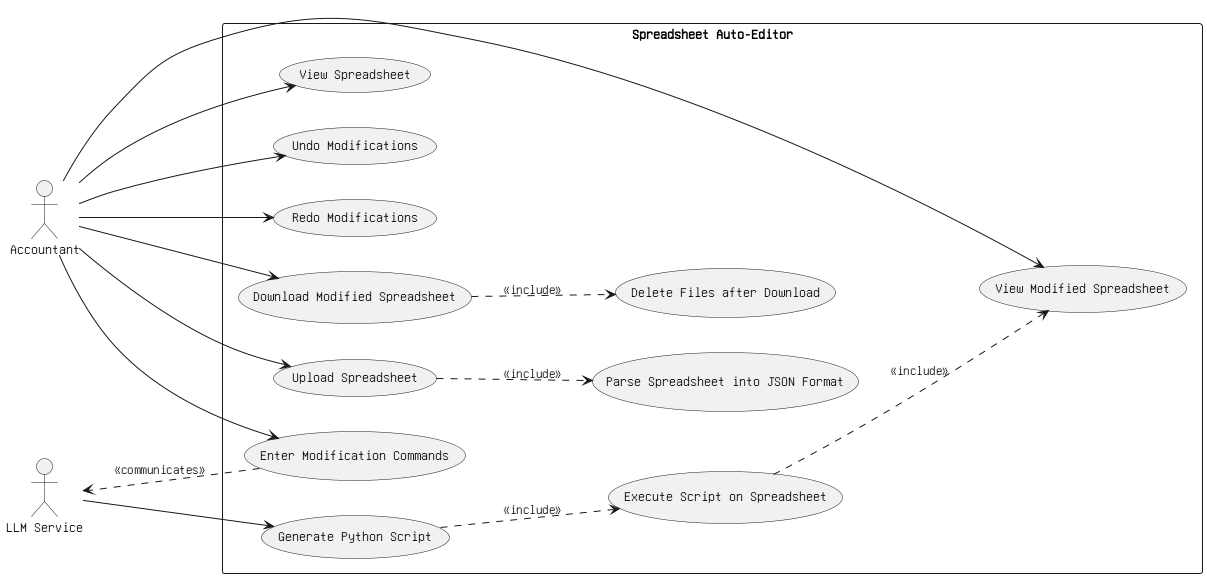 Spreadsheet Auto-Editor
View Spreadsheet
Undo Modifications
Redo Modifications
Accountant
Download Modified Spreadsheet
«include»
Delete Files after Download
View Modified Spreadsheet
Upload Spreadsheet
«include»
Parse Spreadsheet into JSON Format
«include»
Enter Modification Commands
«communicates»
LLM Service
Generate Python Script
«include»
Execute Script on Spreadsheet